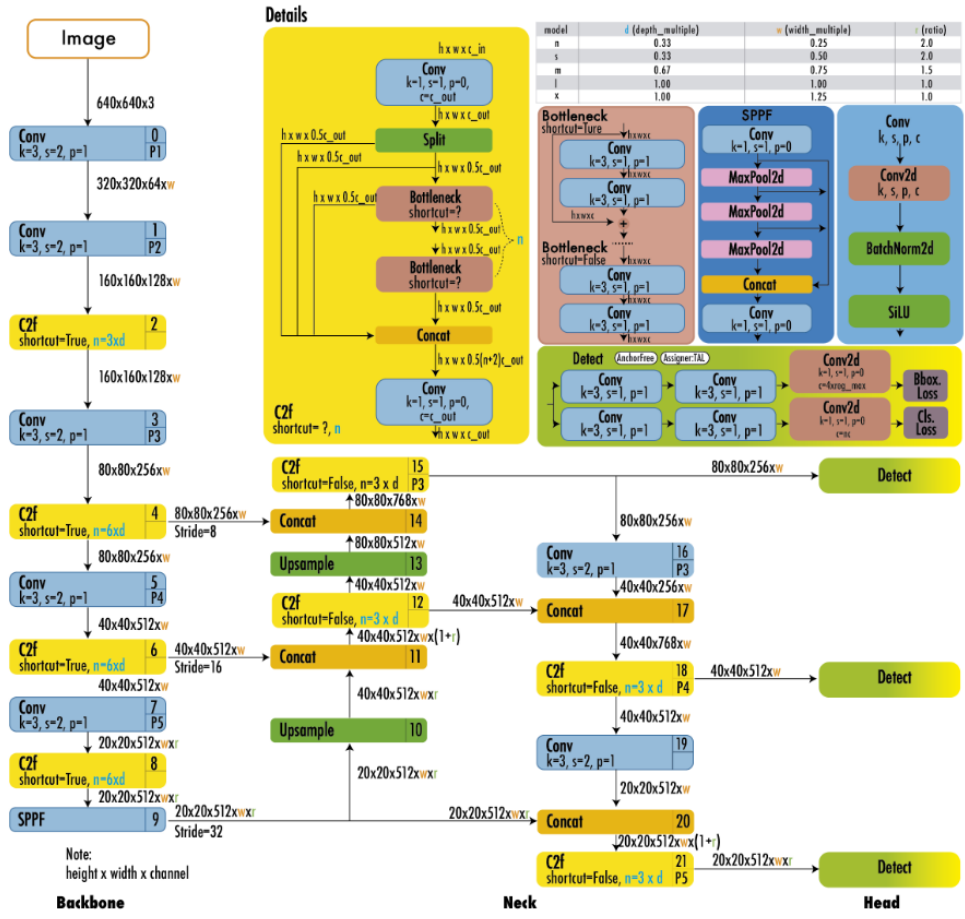 Image
640x640x3
Conv 0
k=3, s=2, p=1 P1
320x320x64xw
Conv 1
k=3, s=2, p=1 P2
160x160x128xw
C2f 2
shortcut=True, n=3xd
160x160x128xw
Conv 3
k=3, s=2, p=1 P3
80x80x256xw
C2f 4
shortcut=True, n=6xd
80x80x256xw
Stride=8
80x80x256xw
Conv 5
k=3, s=2, p=1 P4
40x40x512xw
C2f 6
shortcut=True, n=6xd
40x40x512xw
Stride=16
40x40x512xw
Conv 7
k=3, s=2, p=1 P5
20x20x512xwxr
C2f 8
shortcut=True, n=6xd
20x20x512xwxr
SPPF 9
20x20x512xwxr
Stride=32
Note:
height x width x channel
Backbone
Details
h x w x c_in
Conv
k=1, s=1, p=0,
c=c_out
h x w x c_out
h x w x 0.5c_out
Split
h x w x 0.5c_out
h x w x 0.5c_out
h x w x 0.5c_out
Bottleneck
shortcut=?
h x w x 0.5c_out
n
h x w x 0.5c_out
Bottleneck
shortcut=?
h x w x 0.5c_out
Concat
h x w x 0.5(n+2)c_out
Conv
k=1, s=1, p=0,
c=c_out
C2f
shortcut= ?, n
h x w x c_out
model d (depth_multiple) w (width_multiple) r (ratio)
n 0.33 0.25 2.0
s 0.33 0.50 2.0
m 0.67 0.75 1.5
l 1.00 1.00 1.0
x 1.00 1.25 1.0
Bottleneck
shortcut=Ture
hxwxc
Conv
k=3, s=1, p=1
Conv
k=3, s=1, p=1
hxwxc
+
Bottleneck
shortcut=False
hxwxc
Conv
k=3, s=1, p=1
Conv
k=3, s=1, p=1
hxwxc
SPPF
Conv
k=1, s=1, p=0
MaxPool2d
MaxPool2d
MaxPool2d
Concat
Conv
k=1, s=1, p=0
Conv
k, s, p, c
Conv2d
k, s, p, c
BatchNorm2d
SiLU
Detect AnchorFree Assigner:TAL
Conv
k=3, s=1, p=1
Conv
k=3, s=1, p=1
Conv2d
k=1, s=1, p=0
Bbox.
Loss
Conv
k=3, s=1, p=1
Conv
k=3, s=1, p=1
Conv2d
k=1, s=1, p=0
c=nc
Cls.
Loss
C2f 15
shortcut=False, n=3 x d P3
80x80x256xw
Detect
80x80x768xw
Concat 14
80x80x512xw
Upsample 13
40x40x512xw
C2f 12
shortcut=False, n=3 x d
40x40x512xw
40x40x512xwx(1+r)
Concat 11
40x40x512xwxr
Upsample 10
20x20x512xwxr
80x80x256xw
Conv 16
k=3, s=2, p=1 P3
40x40x256xw
Concat 17
40x40x768xw
C2f 18
shortcut=False, n=3 x d P4
40x40x512xw
Detect
40x40x512xw
Conv 19
k=3, s=2, p=1
20x20x512xw
20x20x512xwxr
Concat 20
20x20x512xwx(1+r)
C2f 21
shortcut=False, n=3 x d P5
20x20x512xwxr
Detect
Neck
Head